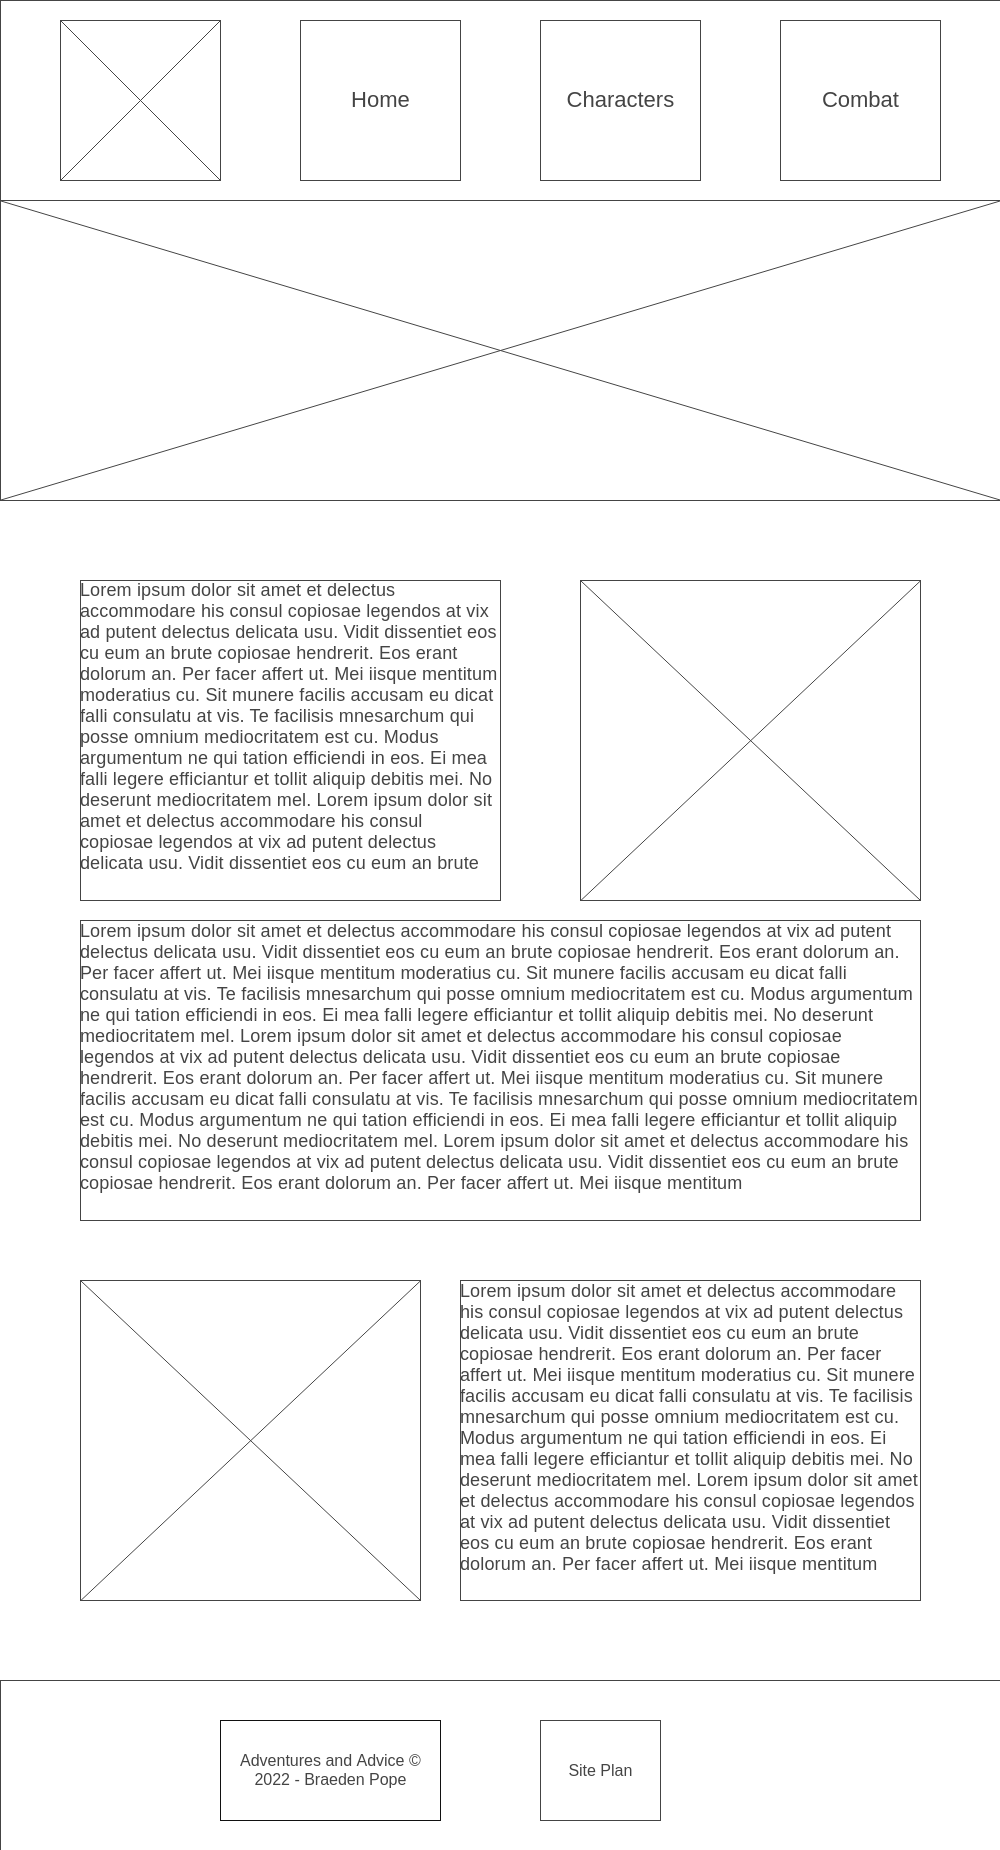 Home
Characters
Combat
Lorem ipsum dolor sit amet et delectus
accommodare his consul copiosae legendos at vix
ad putent delectus delicata usu. Vidit dissentiet eos
cu eum an brute copiosae hendrerit. Eos erant
dolorum an. Per facer affert ut. Mei iisque mentitum
moderatius cu. Sit munere facilis accusam eu dicat
falli consulatu at vis. Te facilisis mnesarchum qui
posse omnium mediocritatem est cu. Modus
argumentum ne qui tation efficiendi in eos. Ei mea
falli legere efficiantur et tollit aliquip debitis mei. No
deserunt mediocritatem mel. Lorem ipsum dolor sit
amet et delectus accommodare his consul
copiosae legendos at vix ad putent delectus
delicata usu. Vidit dissentiet eos cu eum an brute
Lorem ipsum dolor sit amet et delectus accommodare his consul copiosae legendos at vix ad putent
delectus delicata usu. Vidit dissentiet eos cu eum an brute copiosae hendrerit. Eos erant dolorum an.
Per facer affert ut. Mei iisque mentitum moderatius cu. Sit munere facilis accusam eu dicat falli
consulatu at vis. Te facilisis mnesarchum qui posse omnium mediocritatem est cu. Modus argumentum
ne qui tation efficiendi in eos. Ei mea falli legere efficiantur et tollit aliquip debitis mei. No deserunt
mediocritatem mel. Lorem ipsum dolor sit amet et delectus accommodare his consul copiosae
legendos at vix ad putent delectus delicata usu. Vidit dissentiet eos cu eum an brute copiosae
hendrerit. Eos erant dolorum an. Per facer affert ut. Mei iisque mentitum moderatius cu. Sit munere
facilis accusam eu dicat falli consulatu at vis. Te facilisis mnesarchum qui posse omnium mediocritatem
est cu. Modus argumentum ne qui tation efficiendi in eos. Ei mea falli legere efficiantur et tollit aliquip
debitis mei. No deserunt mediocritatem mel. Lorem ipsum dolor sit amet et delectus accommodare his
consul copiosae legendos at vix ad putent delectus delicata usu. Vidit dissentiet eos cu eum an brute
copiosae hendrerit. Eos erant dolorum an. Per facer affert ut. Mei iisque mentitum
Lorem ipsum dolor sit amet et delectus accommodare
his consul copiosae legendos at vix ad putent delectus
delicata usu. Vidit dissentiet eos cu eum an brute
copiosae hendrerit. Eos erant dolorum an. Per facer
affert ut. Mei iisque mentitum moderatius cu. Sit munere
facilis accusam eu dicat falli consulatu at vis. Te facilisis
mnesarchum qui posse omnium mediocritatem est cu.
Modus argumentum ne qui tation efficiendi in eos. Ei
mea falli legere efficiantur et tollit aliquip debitis mei. No
deserunt mediocritatem mel. Lorem ipsum dolor sit amet
et delectus accommodare his consul copiosae legendos
at vix ad putent delectus delicata usu. Vidit dissentiet
eos cu eum an brute copiosae hendrerit. Eos erant
dolorum an. Per facer affert ut. Mei iisque mentitum
Adventures and Advice ©
2022 - Braeden Pope
Site Plan